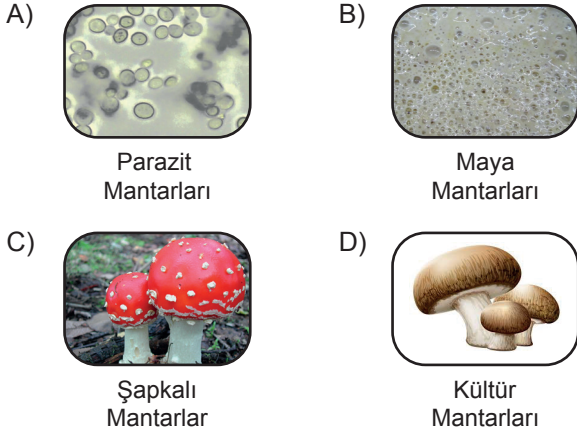 A)
Parazit
Mantarları
B)
Maya
Mantarları
C)
Şapkalı
Mantarlar
D)
Kültür
Mantarları